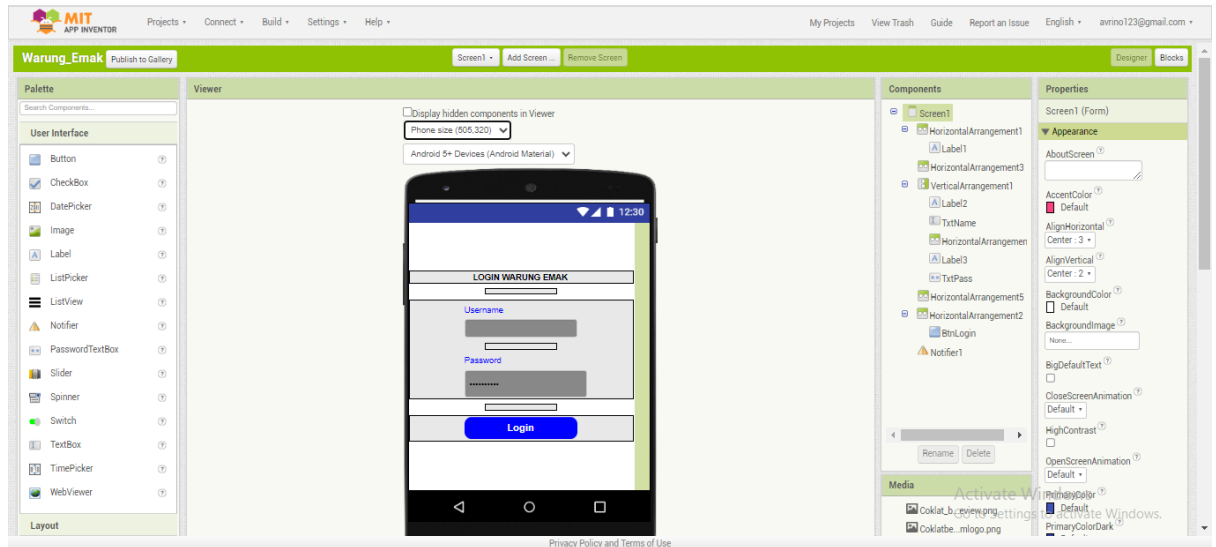 MIT
APP INVENTOR
Projects Connect Build Settings Help
My Projects View Trash Guide Report an Issue English avrino123@gmail.com
Warung_Emak Publish to Gallery
Screen1 Add Screen ... Remove Screen
Designer Blocks
Palette
Search Components...
User Interface
Button
CheckBox
DatePicker
Image
Label
ListPicker
ListView
Notifier
PasswordTextBox
Slider
Spinner
Switch
TextBox
TimePicker
WebViewer
Layout
Viewer
Display hidden components in Viewer
Phone size (505,320)
Android 5+ Devices (Android Material)
12:30
LOGIN WARUNG EMAK
Username
Password
Login
Components
Screen1
HorizontalArrangement1
Label1
HorizontalArrangement3
VerticalArrangement1
Label2
TxtName
HorizontalArrangemen
Label3
TxtPass
HorizontalArrangement5
HorizontalArrangement2
BtnLogin
Notifier1
Rename Delete
Media
Coklat_b...eview.png
Coklatbe...mlogo.png
Properties
Screen1 (Form)
Appearance
AboutScreen
AccentColor
Default
AlignHorizontal
Center : 3
AlignVertical
Center : 2
BackgroundColor
Default
BackgroundImage
None...
BigDefaultText
CloseScreenAnimation
Default
HighContrast
OpenScreenAnimation
Default
PrimaryColor
Default
PrimaryColorDark
Activate Windows
Go to Settings to activate Windows.
Privacy Policy and Terms of Use